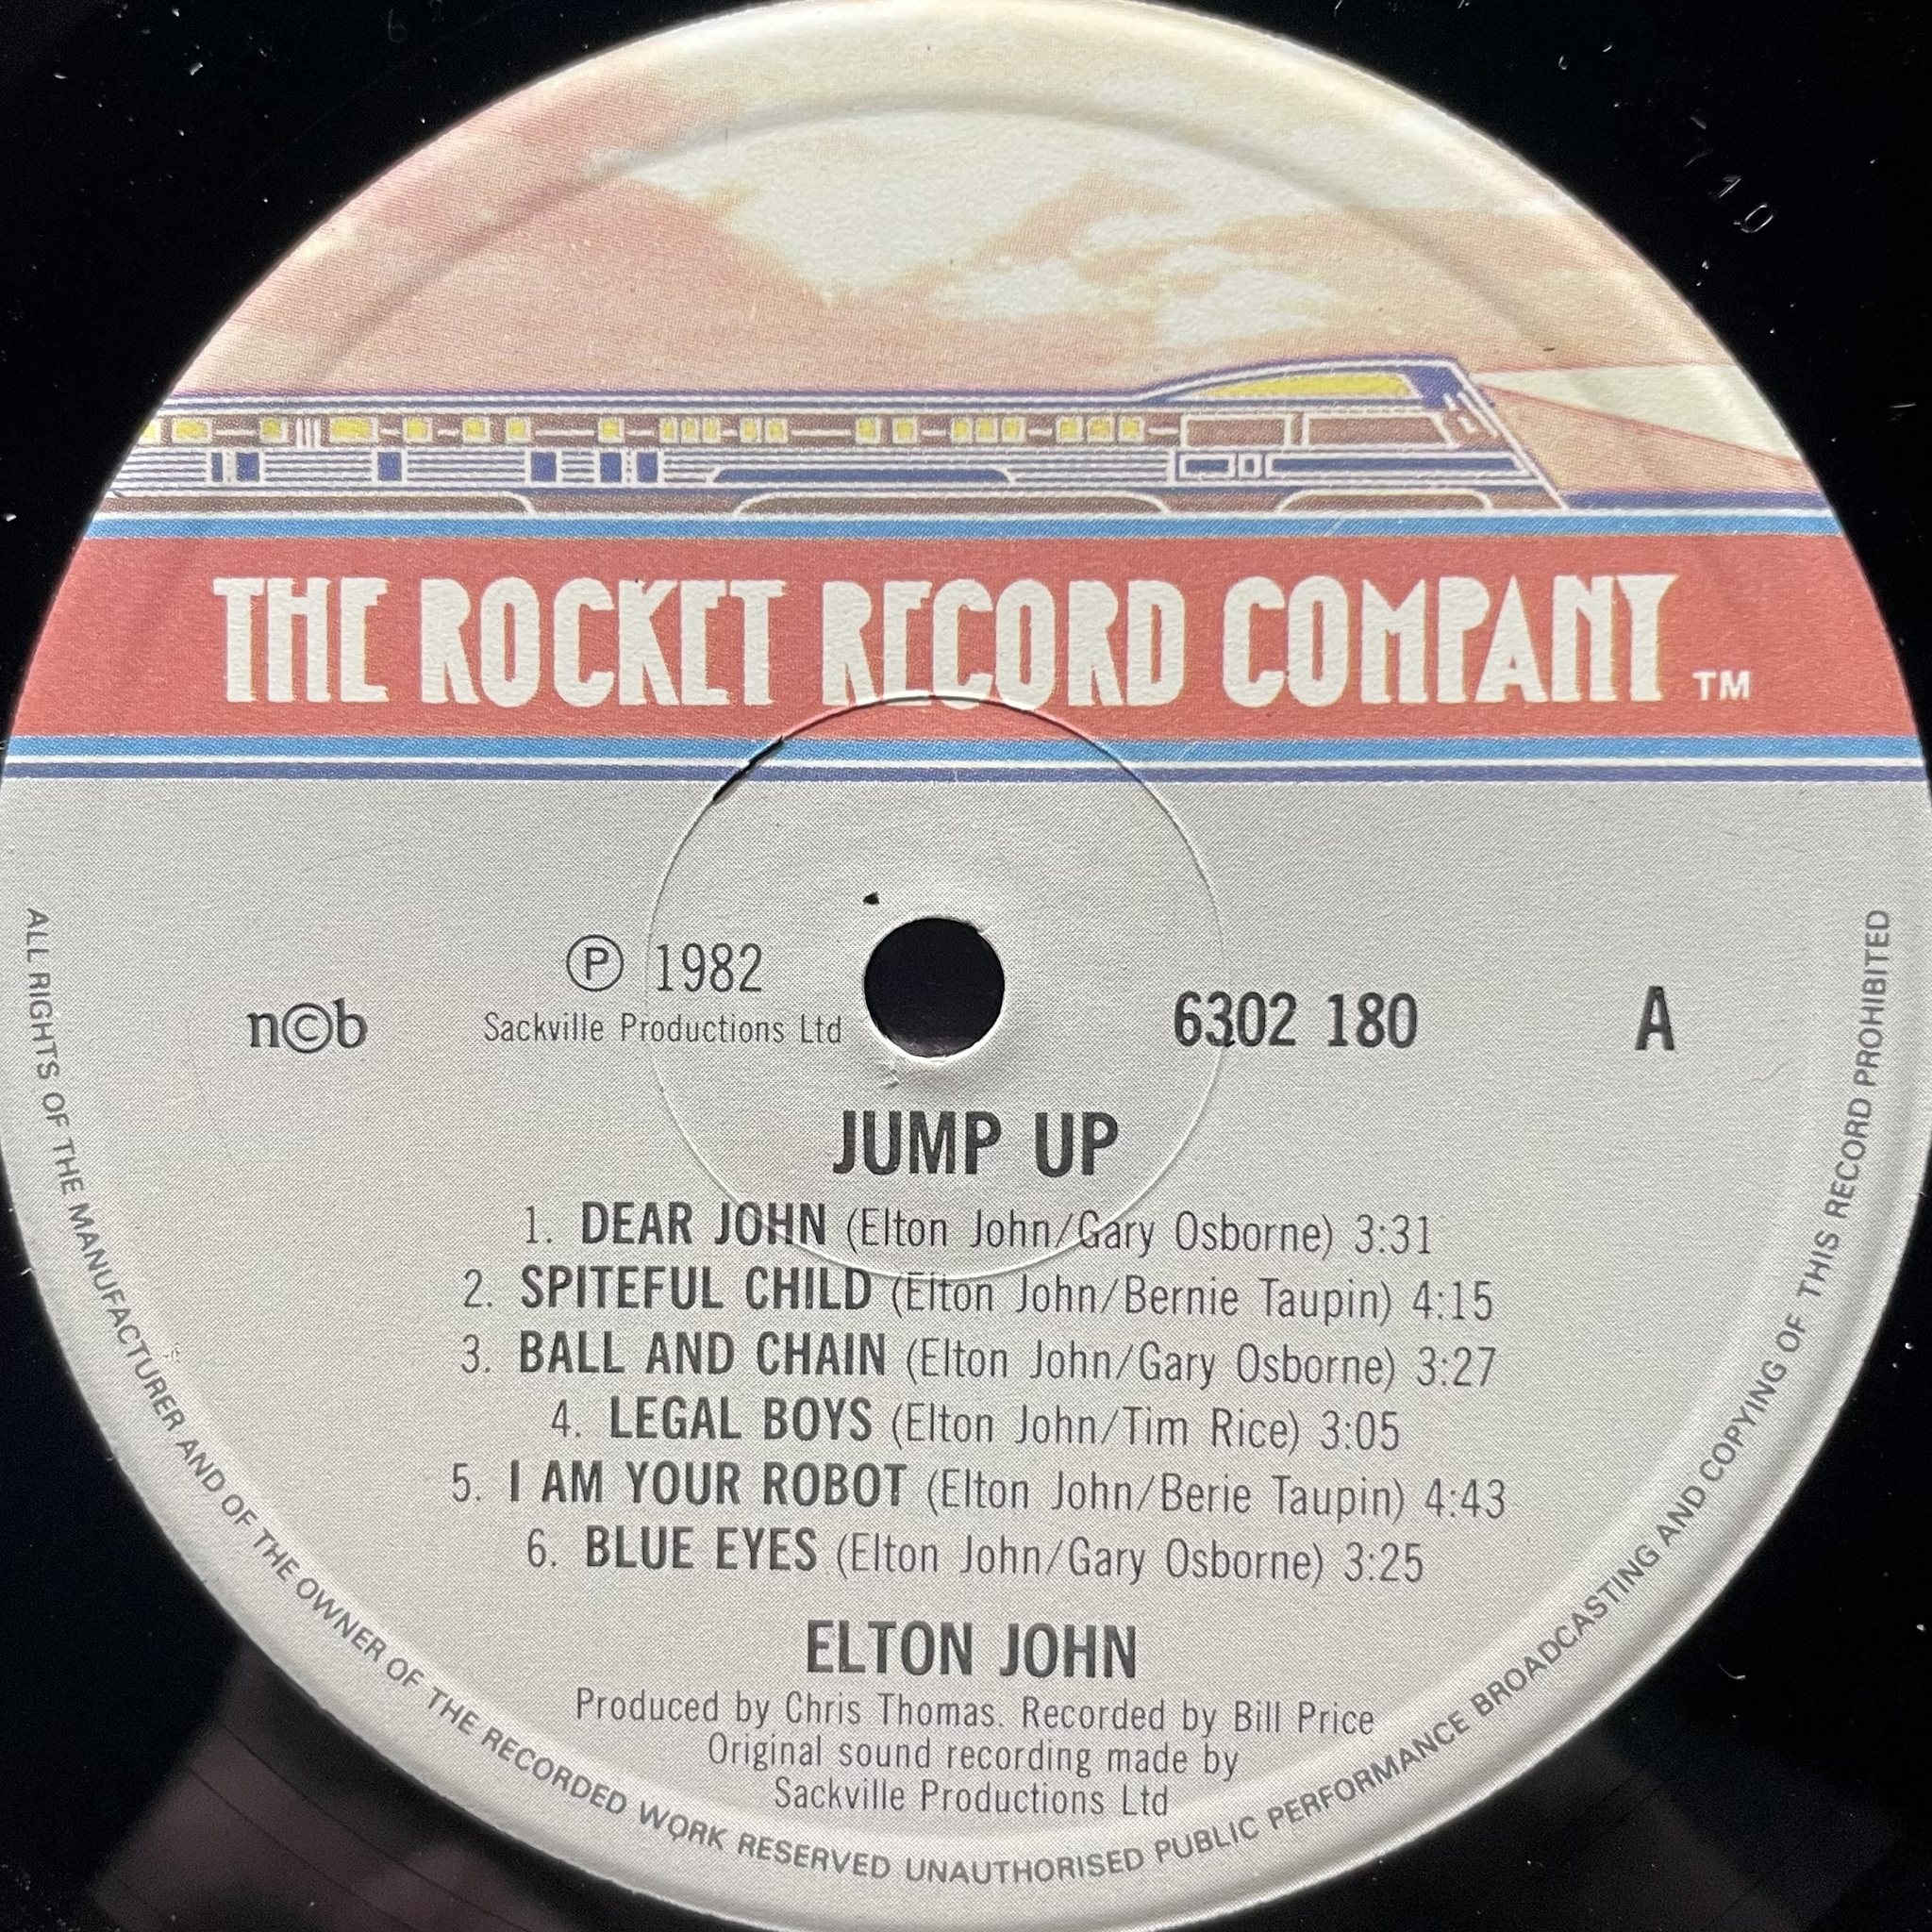 THE ROCKET RECORD COMPANY TM
℗ 1982
n©b
Sackville Productions Ltd
6302 180
A
JUMP UP
1. DEAR JOHN (Elton John/Gary Osborne) 3:31
2. SPITEFUL CHILD (Elton John/Bernie Taupin) 4:15
3. BALL AND CHAIN (Elton John/Gary Osborne) 3:27
4. LEGAL BOYS (Elton John/Tim Rice) 3:05
5. I AM YOUR ROBOT (Elton John/Berie Taupin) 4:43
6. BLUE EYES (Elton John/Gary Osborne) 3:25
ELTON JOHN
Produced by Chris Thomas. Recorded by Bill Price
Original sound recording made by
Sackville Productions Ltd
ALL RIGHTS OF THE MANUFACTURER AND OF THE OWNER OF THE RECORDED WORK RESERVED UNAUTHORISED PUBLIC PERFORMANCE BROADCASTING AND COPYING OF THIS RECORD PROHIBITED